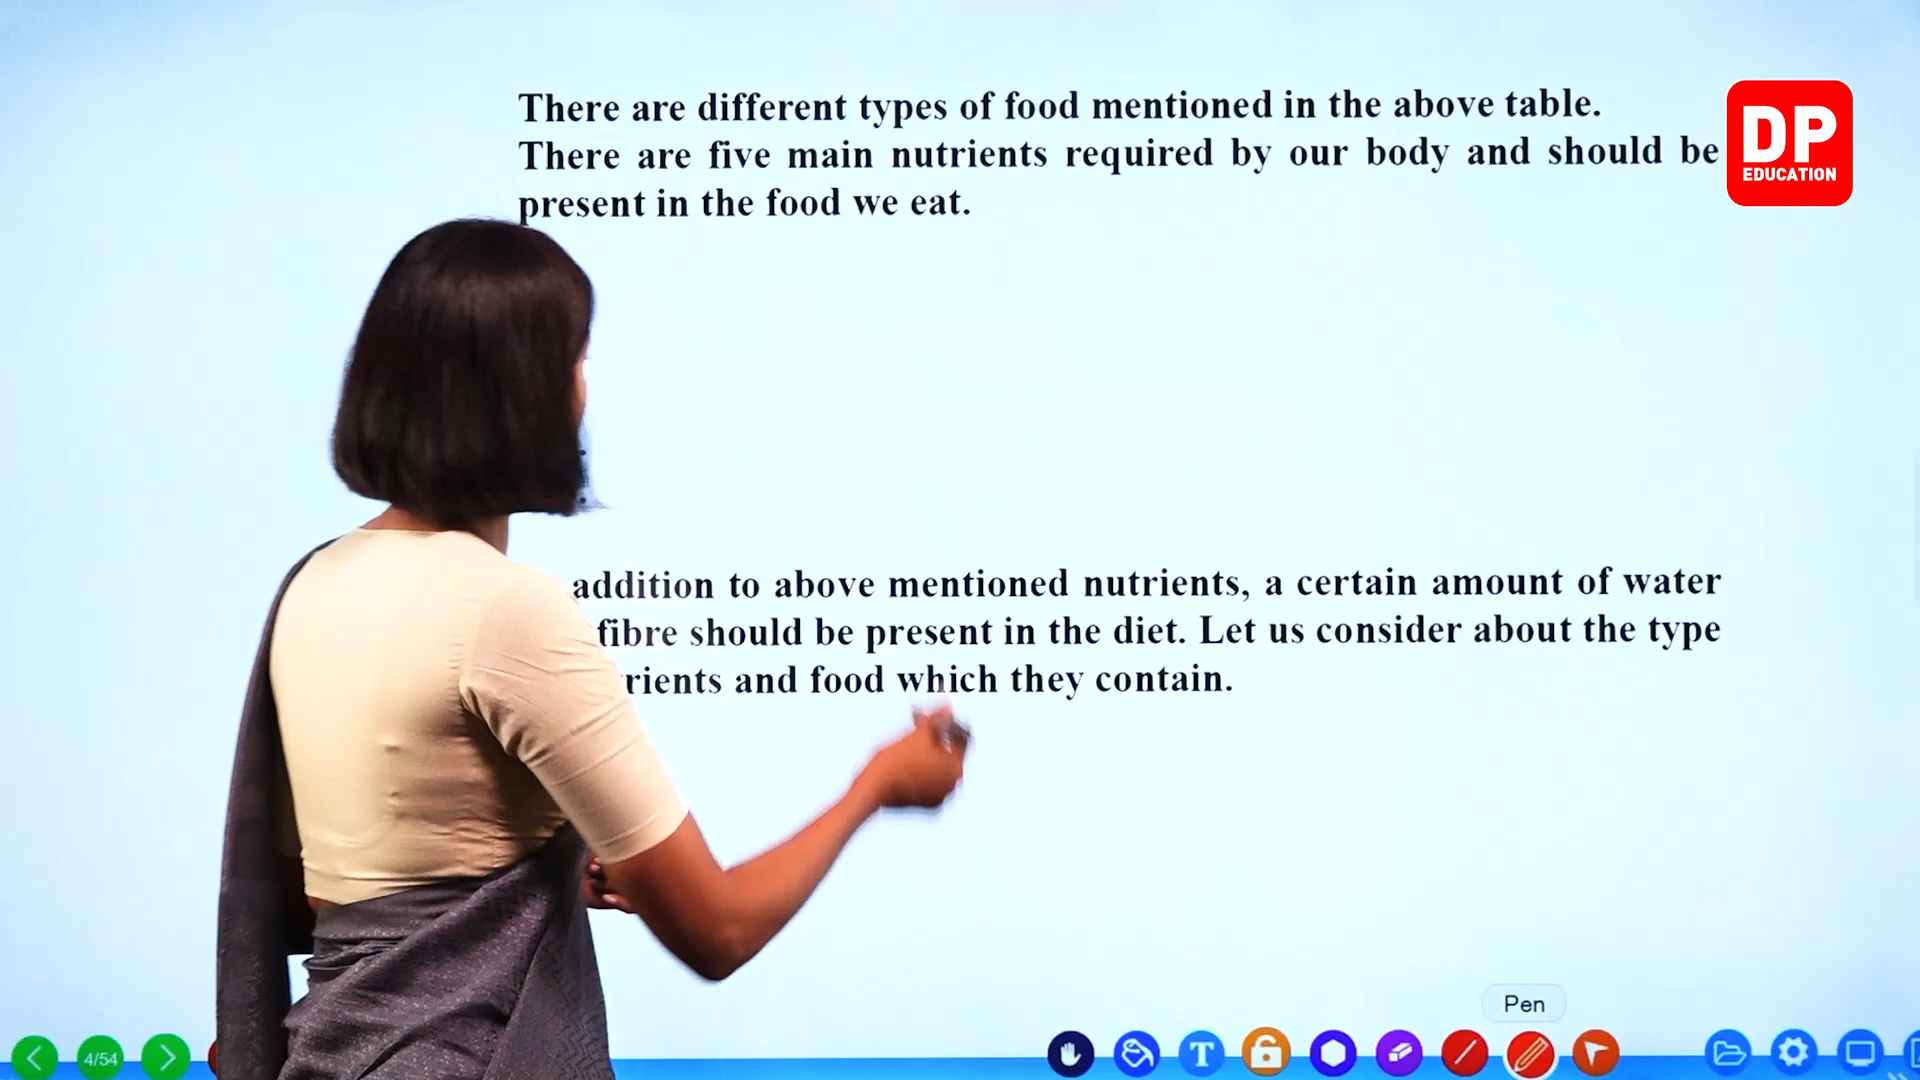 There are different types of food mentioned in the above table.
There are five main nutrients required by our body and should be
present in the food we eat.
DP
EDUCATION
addition to above mentioned nutrients, a certain amount of water
fibre should be present in the diet. Let us consider about the type
and food which they contain.
Pen
4/54
T